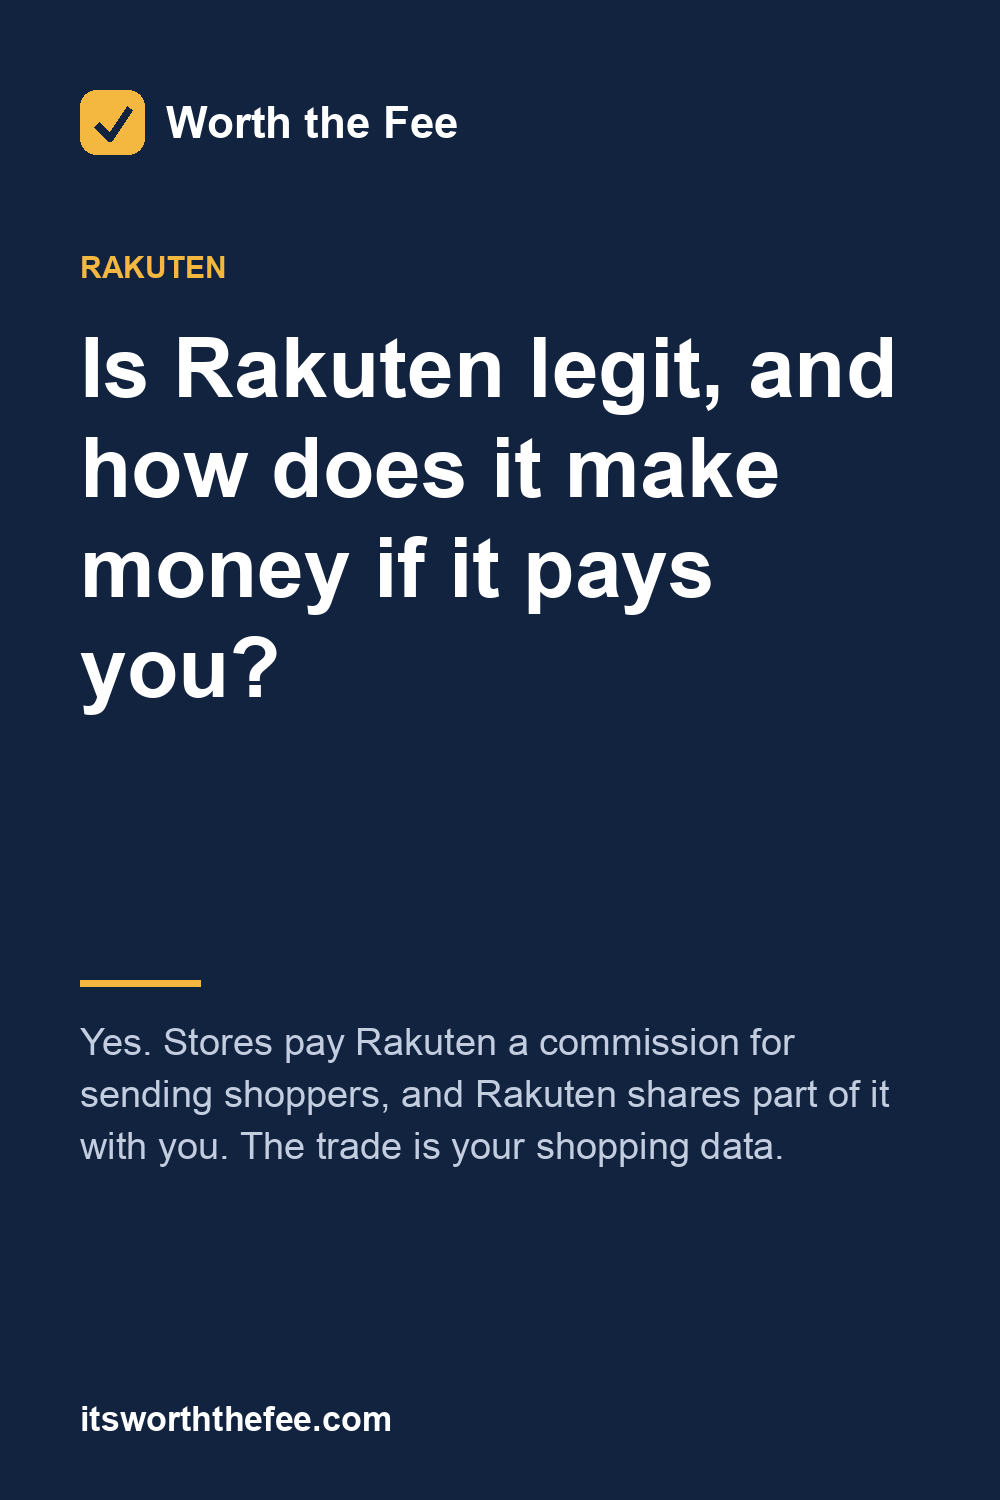 Worth the Fee
RAKUTEN
Is Rakuten legit, and
how does it make
money if it pays
you?
Yes. Stores pay Rakuten a commission for
sending shoppers, and Rakuten shares part of it
with you. The trade is your shopping data.
itsworththefee.com